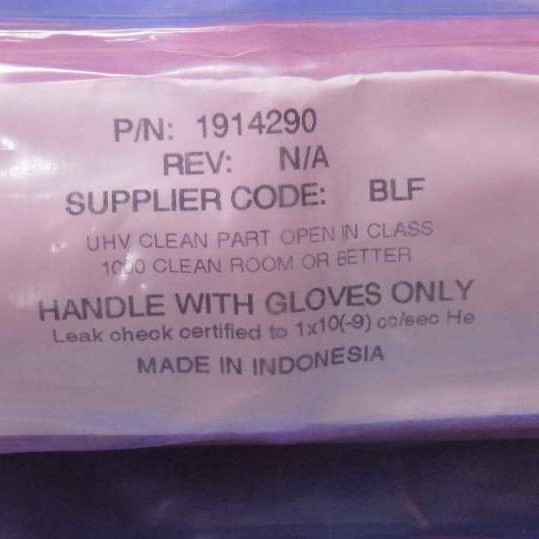 P/N: 1914290
REV: N/A
SUPPLIER CODE: BLF
UHV CLEAN PART OPEN IN CLASS
1000 CLEAN ROOM OR BETTER
HANDLE WITH GLOVES ONLY
Leak check certified to 1x10(-9) cc/sec He
MADE IN INDONESIA